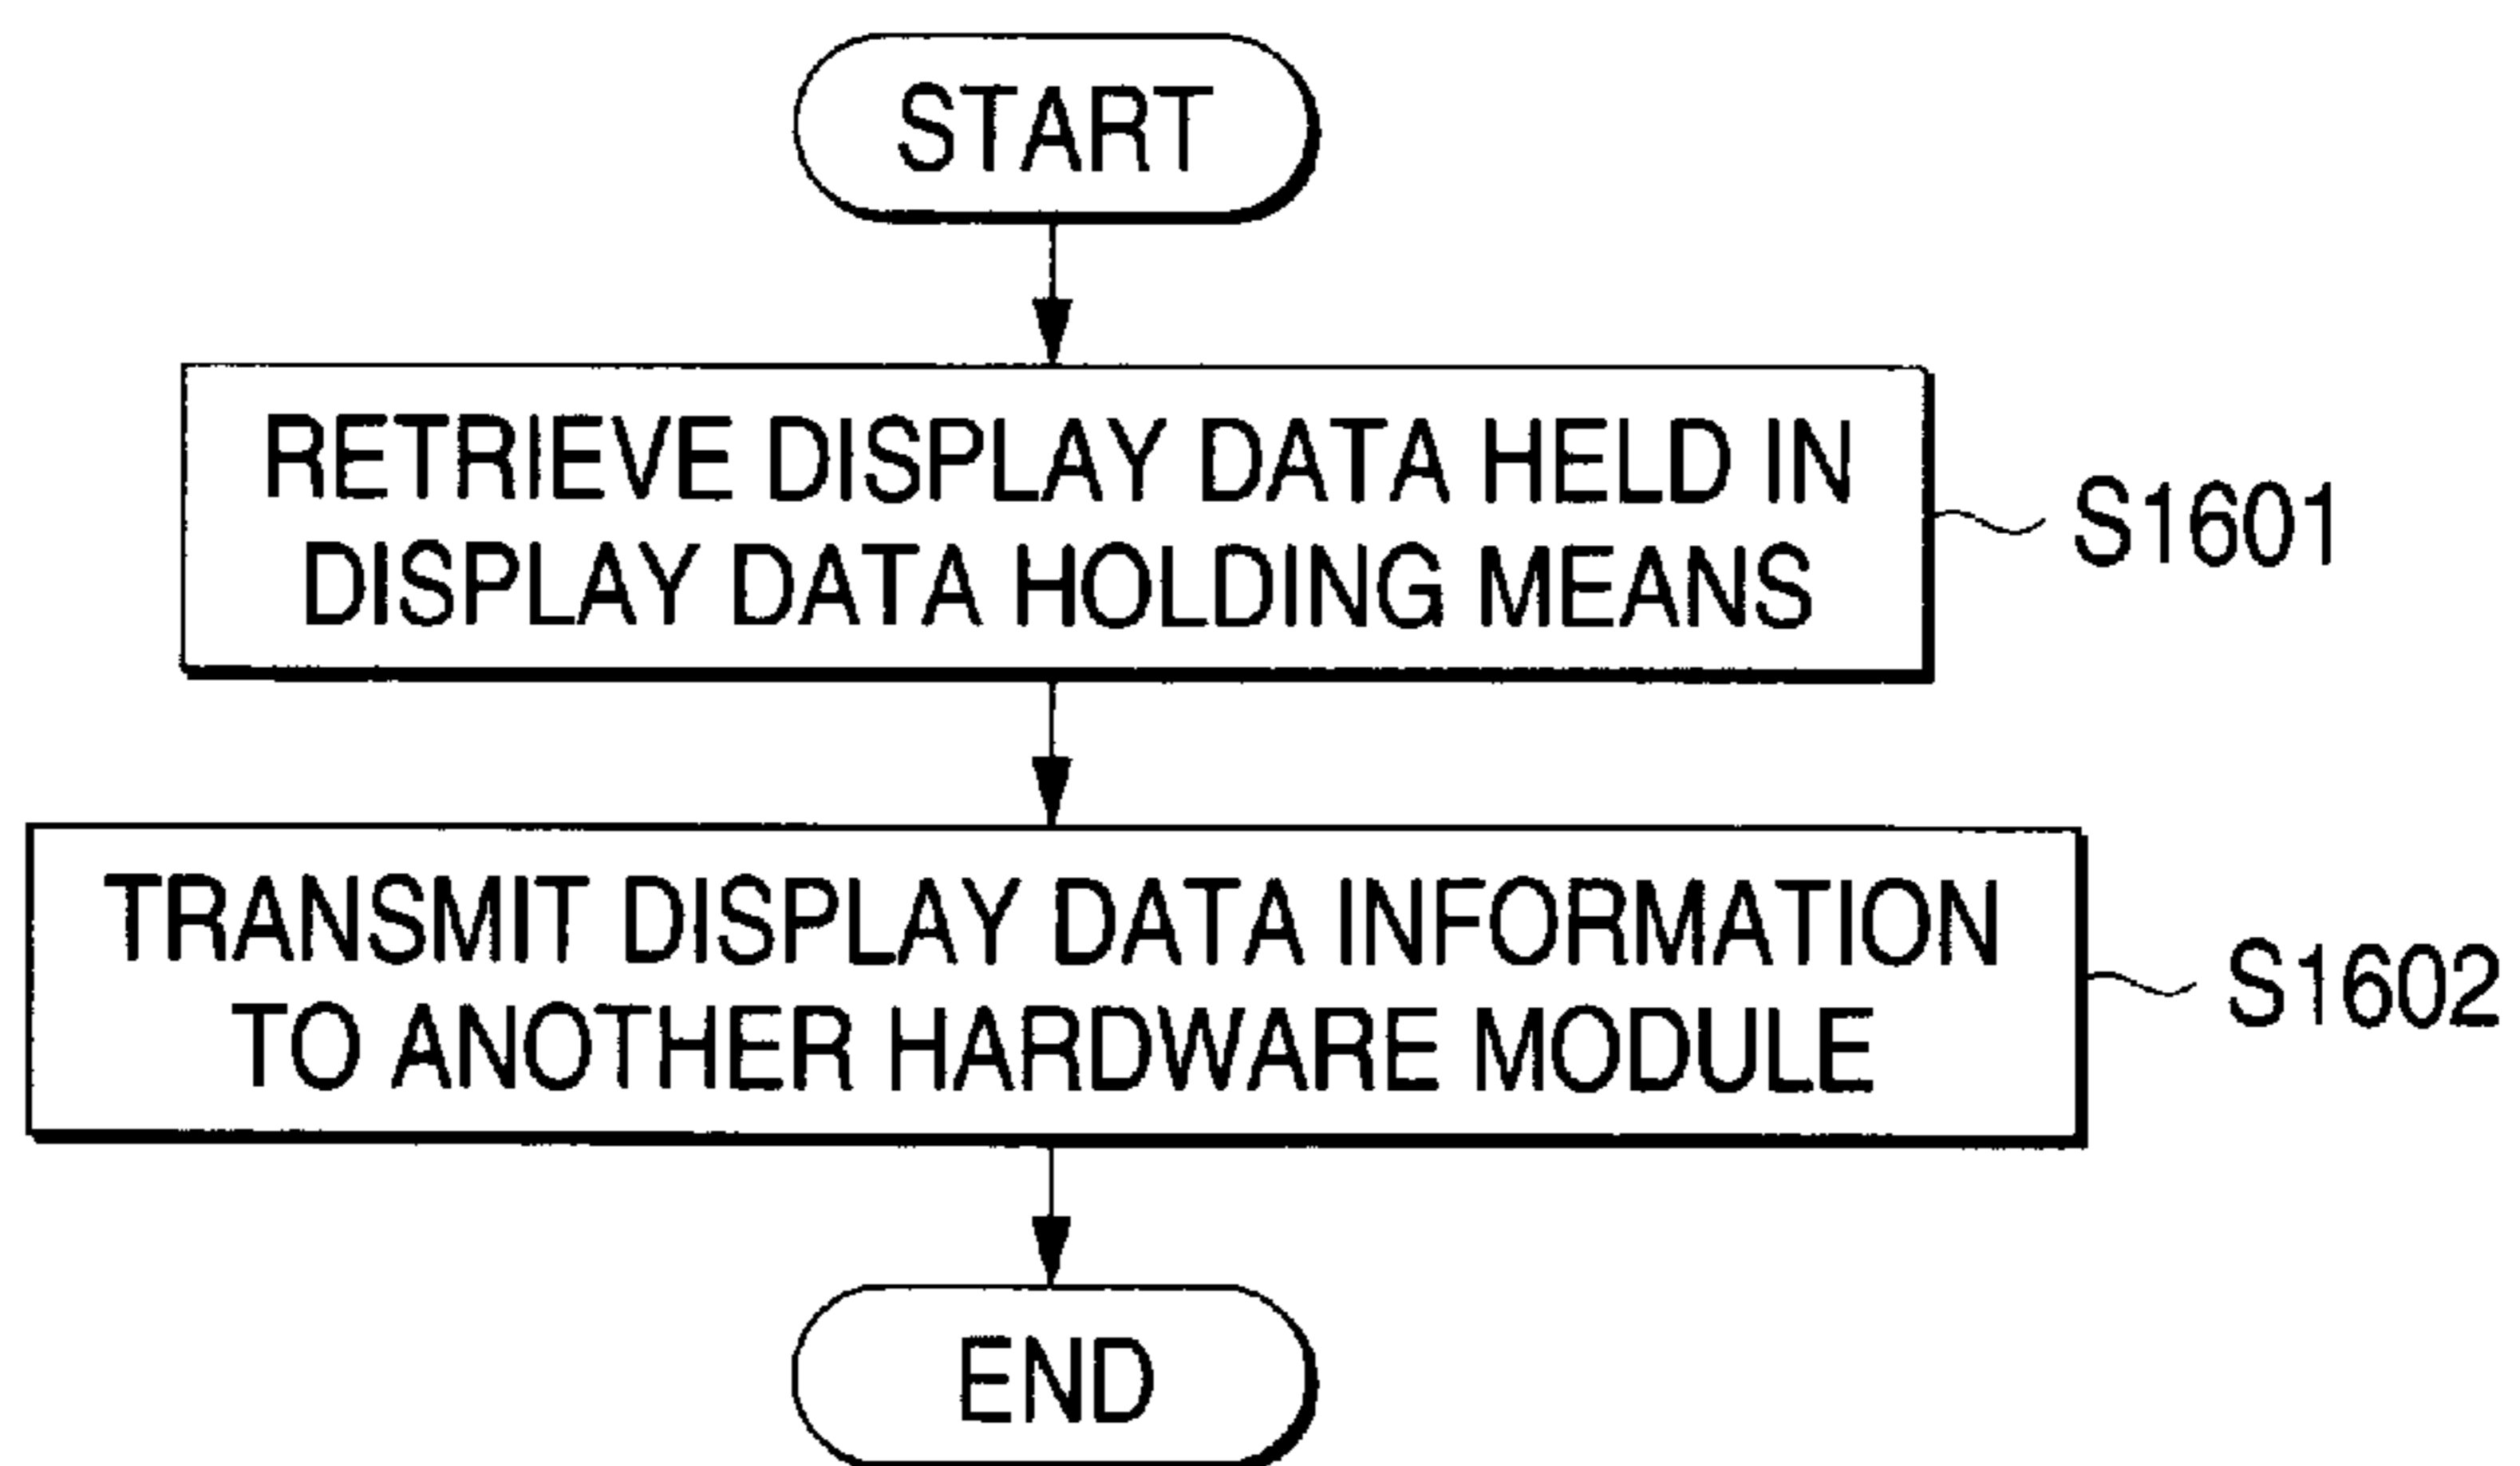 START
RETRIEVE DISPLAY DATA HELD IN
DISPLAY DATA HOLDING MEANS
S1601
TRANSMIT DISPLAY DATA INFORMATION
TO ANOTHER HARDWARE MODULE
S1602
END